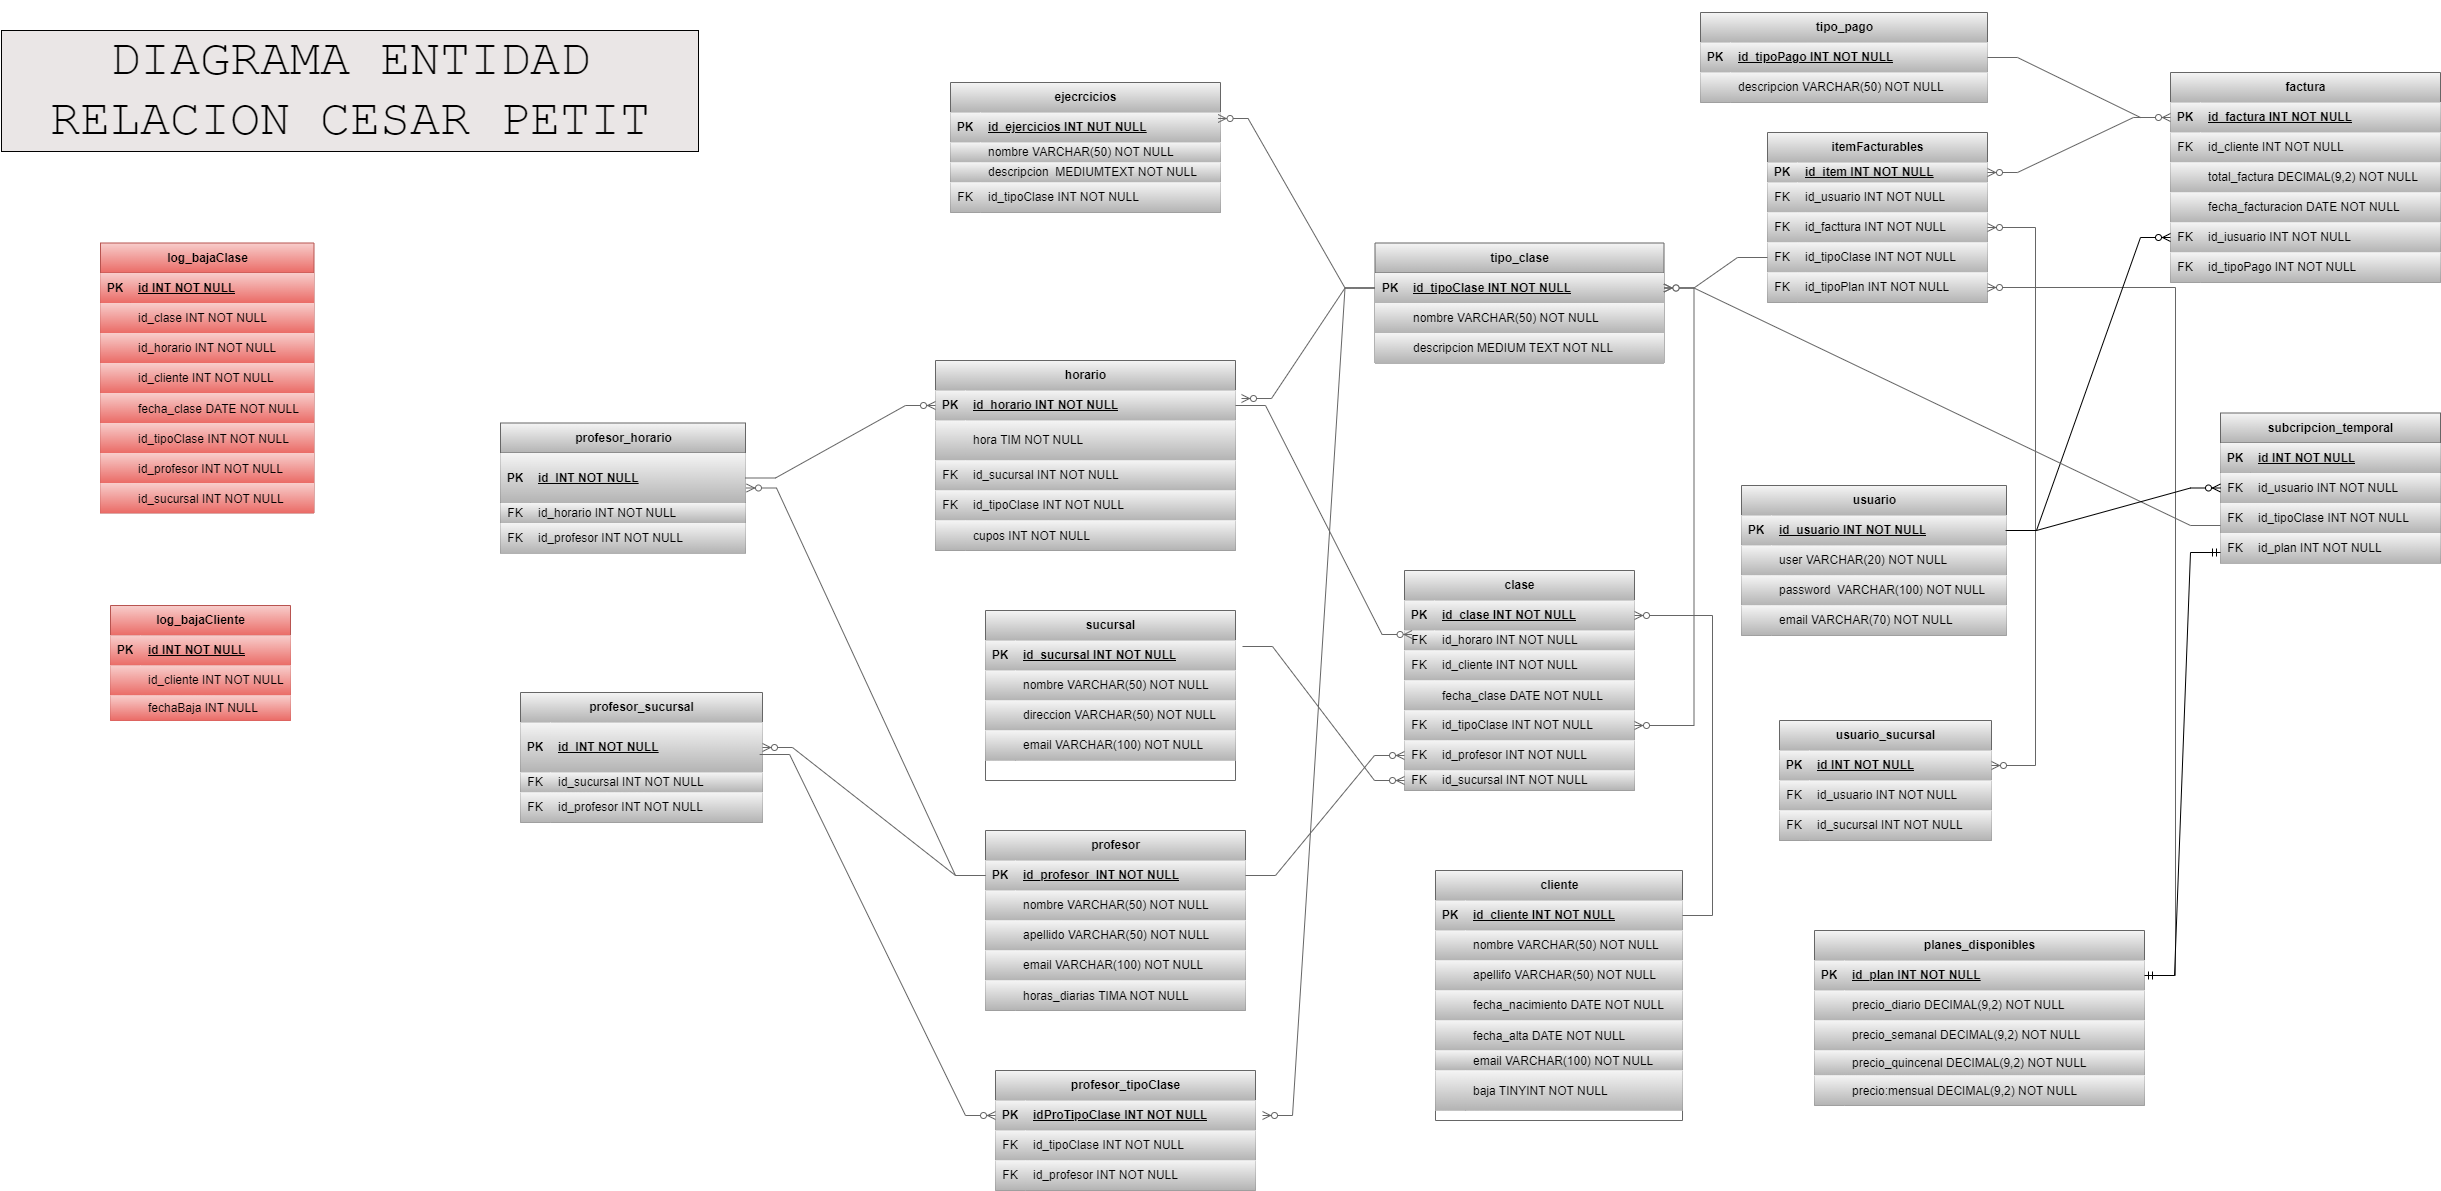 DIAGRAMA ENTIDAD
RELACION CESAR PETIT
log_bajaClase
PK id INT NOT NULL
id_clase INT NOT NULL
id_horario INT NOT NULL
id_cliente INT NOT NULL
fecha_clase DATE NOT NULL
id_tipoClase INT NOT NULL
id_profesor INT NOT NULL
id_sucursal INT NOT NULL
log_bajaCliente
PK id INT NOT NULL
id_cliente INT NOT NULL
fechaBaja INT NULL
profesor_horario
PK id INT NOT NULL
FK id_horario INT NOT NULL
FK id_profesor INT NOT NULL
profesor_sucursal
PK id INT NOT NULL
FK id_sucursal INT NOT NULL
FK id_profesor INT NOT NULL
ejecrcicios
PK id_ejercicios INT NUT NULL
nombre VARCHAR(50) NOT NULL
descripcion MEDIUMTEXT NOT NULL
FK id_tipoClase INT NOT NULL
horario
PK id_horario INT NOT NULL
hora TIM NOT NULL
FK id_sucursal INT NOT NULL
FK id_tipoClase INT NOT NULL
cupos INT NOT NULL
sucursal
PK id_sucursal INT NOT NULL
nombre VARCHAR(50) NOT NULL
direccion VARCHAR(50) NOT NULL
email VARCHAR(100) NOT NULL
profesor
PK id_profesor INT NOT NULL
nombre VARCHAR(50) NOT NULL
apellido VARCHAR(50) NOT NULL
email VARCHAR(100) NOT NULL
horas_diarias TIMA NOT NULL
profesor_tipoClase
PK idProTipoClase INT NOT NULL
FK id_tipoClase INT NOT NULL
FK id_profesor INT NOT NULL
tipo_clase
PK id_tipoClase INT NOT NULL
nombre VARCHAR(50) NOT NULL
descripcion MEDIUM TEXT NOT NLL
clase
PK id_clase INT NOT NULL
FK id_horaro INT NOT NULL
FK id_cliente INT NOT NULL
fecha_clase DATE NOT NULL
FK id_tipoClase INT NOT NULL
FK id_profesor INT NOT NULL
FK id_sucursal INT NOT NULL
cliente
PK id_cliente INT NOT NULL
nombre VARCHAR(50) NOT NULL
apellifo VARCHAR(50) NOT NULL
fecha_nacimiento DATE NOT NULL
fecha_alta DATE NOT NULL
email VARCHAR(100) NOT NULL
baja TINYINT NOT NULL
tipo_pago
PK id_tipoPago INT NOT NULL
descripcion VARCHAR(50) NOT NULL
itemFacturables
PK id_item INT NOT NULL
FK id_usuario INT NOT NULL
FK id_facttura INT NOT NULL
FK id_tipoClase INT NOT NULL
FK id_tipoPlan INT NOT NULL
usuario
PK id_usuario INT NOT NULL
user VARCHAR(20) NOT NULL
password VARCHAR(100) NOT NULL
email VARCHAR(70) NOT NULL
usuario_sucursal
PK id INT NOT NULL
FK id_usuario INT NOT NULL
FK id_sucursal INT NOT NULL
planes_disponibles
PK id_plan INT NOT NULL
precio_diario DECIMAL(9,2) NOT NULL
precio_semanal DECIMAL(9,2) NOT NULL
precio_quincenal DECIMAL(9,2) NOT NULL
precio:mensual DECIMAL(9,2) NOT NULL
factura
PK id_factura INT NOT NULL
FK id_cliente INT NOT NULL
total_factura DECIMAL(9,2) NOT NULL
fecha_facturacion DATE NOT NULL
FK id_iusuario INT NOT NULL
FK id_tipoPago INT NOT NULL
subcripcion_temporal
PK id INT NOT NULL
FK id_usuario INT NOT NULL
FK id_tipoClase INT NOT NULL
FK id_plan INT NOT NULL